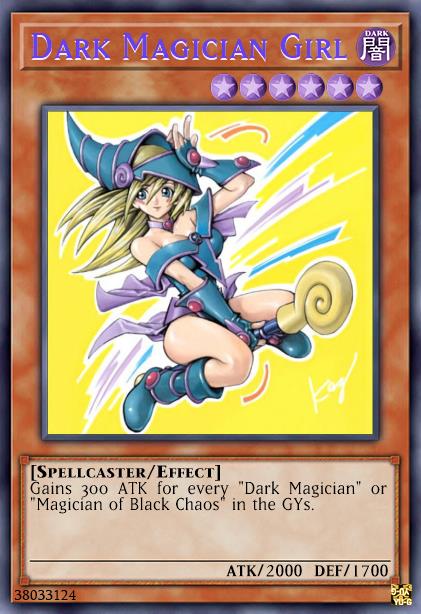 DARK MAGICIAN GIRL
DARK
闇
[SPELLCASTER/EFFECT]
Gains 300 ATK for every "Dark Magician" or
"Magician of Black Chaos" in the GYs.
ATK/2000 DEF/1700
38033124